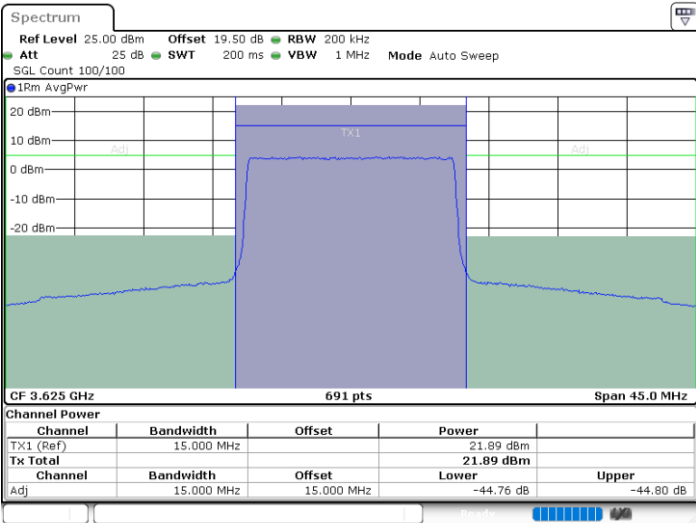 Spectrum
Ref Level 25.00 dBm Offset 19.50 dB RBW 200 kHz
Att 25 dB SWT 200 ms VBW 1 MHz Mode Auto Sweep
SGL Count 100/100
1Rm AvgPwr
20 dBm
TX1
10 dBm
Adj Adj
0 dBm
-10 dBm
-20 dBm
CF 3.625 GHz 691 pts Span 45.0 MHz
Channel Power
Channel Bandwidth Offset Power
TX1 (Ref) 15.000 MHz 21.89 dBm
Tx Total 21.89 dBm
Channel Bandwidth Offset Lower Upper
Adj 15.000 MHz 15.000 MHz -44.76 dB -44.80 dB
Ready